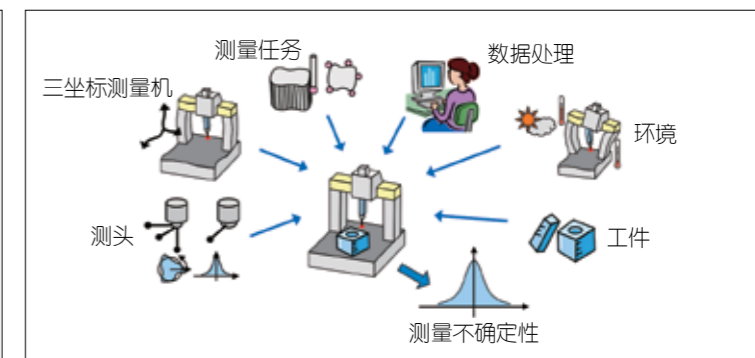 测量任务
数据处理
三坐标测量机
环境
测头
工件
测量不确定性